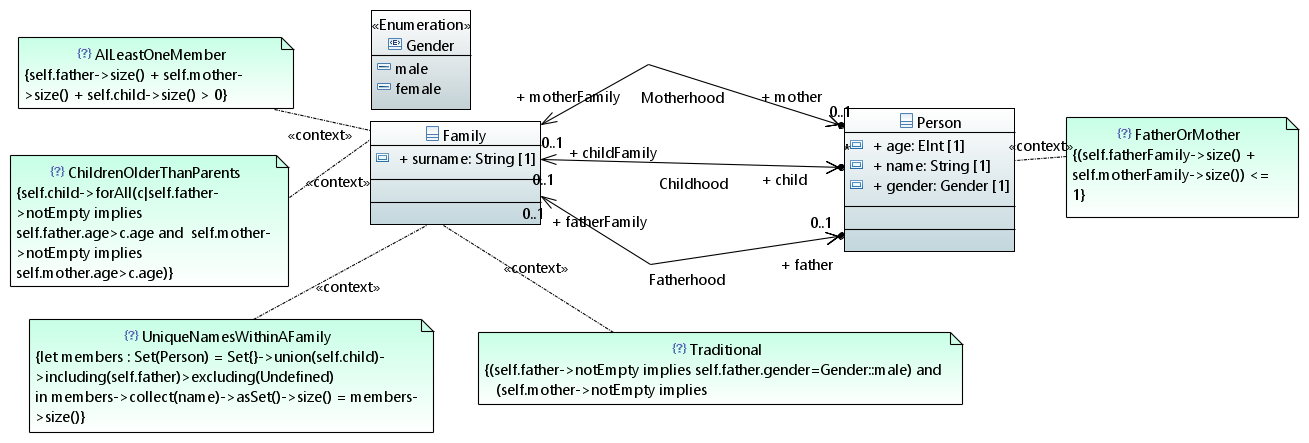 «Enumeration»
Gender
male
female
{?} AlLeastOneMember
{self.father->size() + self.mother-
>size() + self.child->size() > 0}
«context»
{?} ChildrenOlderThanParents
{self.child->forAll(c|self.father-
>notEmpty implies
self.father.age>c.age and self.mother-
>notEmpty implies
self.mother.age>c.age)}
«context»
Family
+ surname: String [1]
+ motherFamily
Motherhood
+ mother
0..1
0..1
+ childFamily
Childhood
+ child
*
0..1
0..1
+ fatherFamily
Fatherhood
+ father
0..1
Person
+ age: EInt [1]
+ name: String [1]
+ gender: Gender [1]
«context»
{?} FatherOrMother
{(self.fatherFamily->size() +
self.motherFamily->size()) <=
1}
«context»
«context»
{?} UniqueNamesWithinAFamily
{let members : Set(Person) = Set{}->union(self.child)-
>including(self.father)>excluding(Undefined)
in members->collect(name)->asSet()->size() = members-
>size()}
{?} Traditional
{(self.father->notEmpty implies self.father.gender=Gender::male) and
(self.mother->notEmpty implies